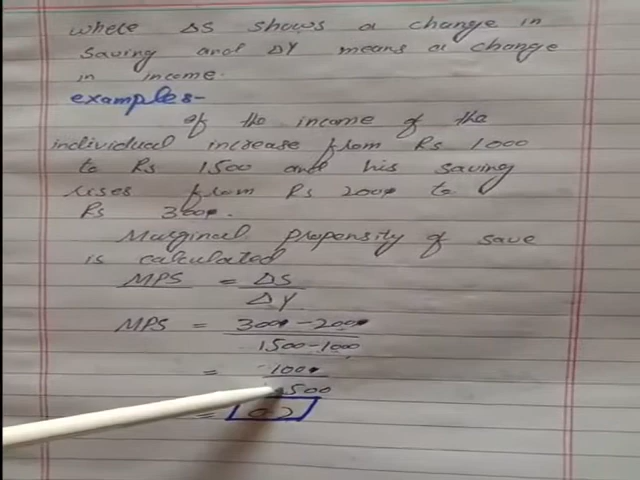 where ΔS shows a change in
Saving and ΔY means a change
in income.
examples-
If the income of the
individual increase from Rs 1000
to Rs 1500 and his saving
rises from Rs 200 to
Rs 300.
Marginal propensity of save
is calculated
MPS = ΔS
ΔY
MPS = 300-200
1500-1000
= 100
500
= 0.2